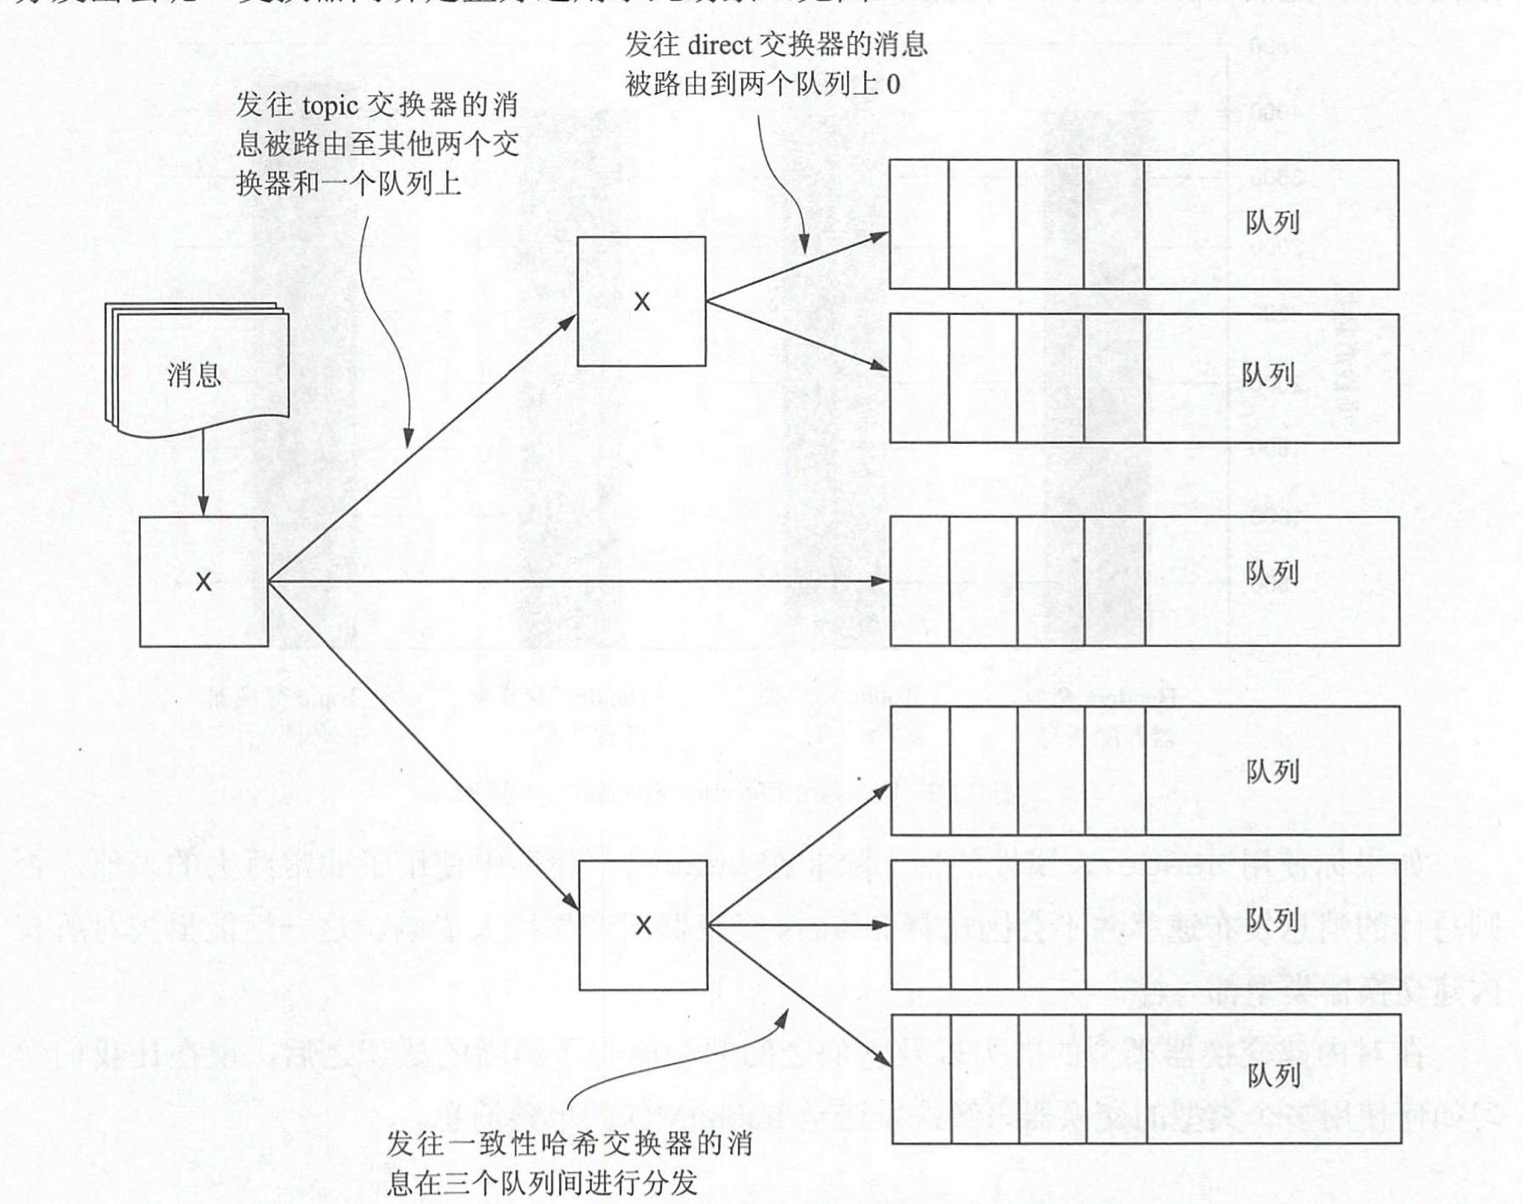 发往 direct 交换器的消息
被路由到两个队列上 0
发往 topic 交换器的消
息被路由至其他两个交
换器和一个队列上
队列
X
队列
消息
X
队列
队列
X
队列
队列
发往一致性哈希交换器的消
息在三个队列间进行分发